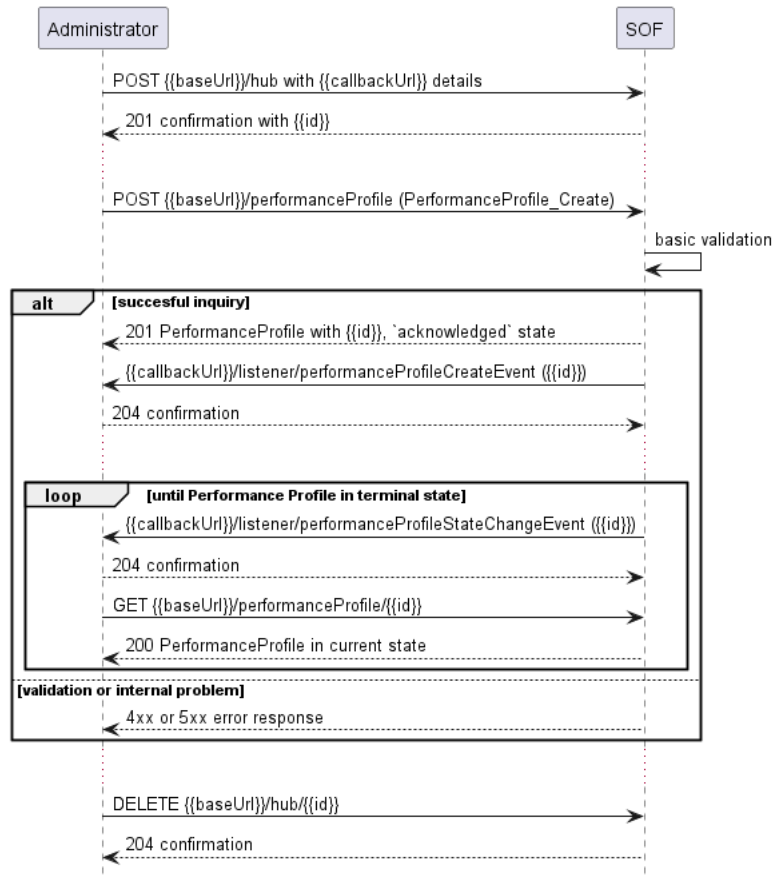 Administrator
SOF
POST {{baseUrl}}/hub with {{callbackUrl}} details
201 confirmation with {{id}}
POST {{baseUrl}}/performanceProfile (PerformanceProfile_Create)
basic validation
alt
[succesful inquiry]
201 PerformanceProfile with {{id}}, `acknowledged` state
{{callbackUrl}}/listener/performanceProfileCreateEvent ({{id}})
204 confirmation
loop
[until Performance Profile in terminal state]
{{callbackUrl}}/listener/performanceProfileStateChangeEvent ({{id}})
204 confirmation
GET {{baseUrl}}/performanceProfile/{{id}}
200 PerformanceProfile in current state
[validation or internal problem]
4xx or 5xx error response
DELETE {{baseUrl}}/hub/{{id}}
204 confirmation